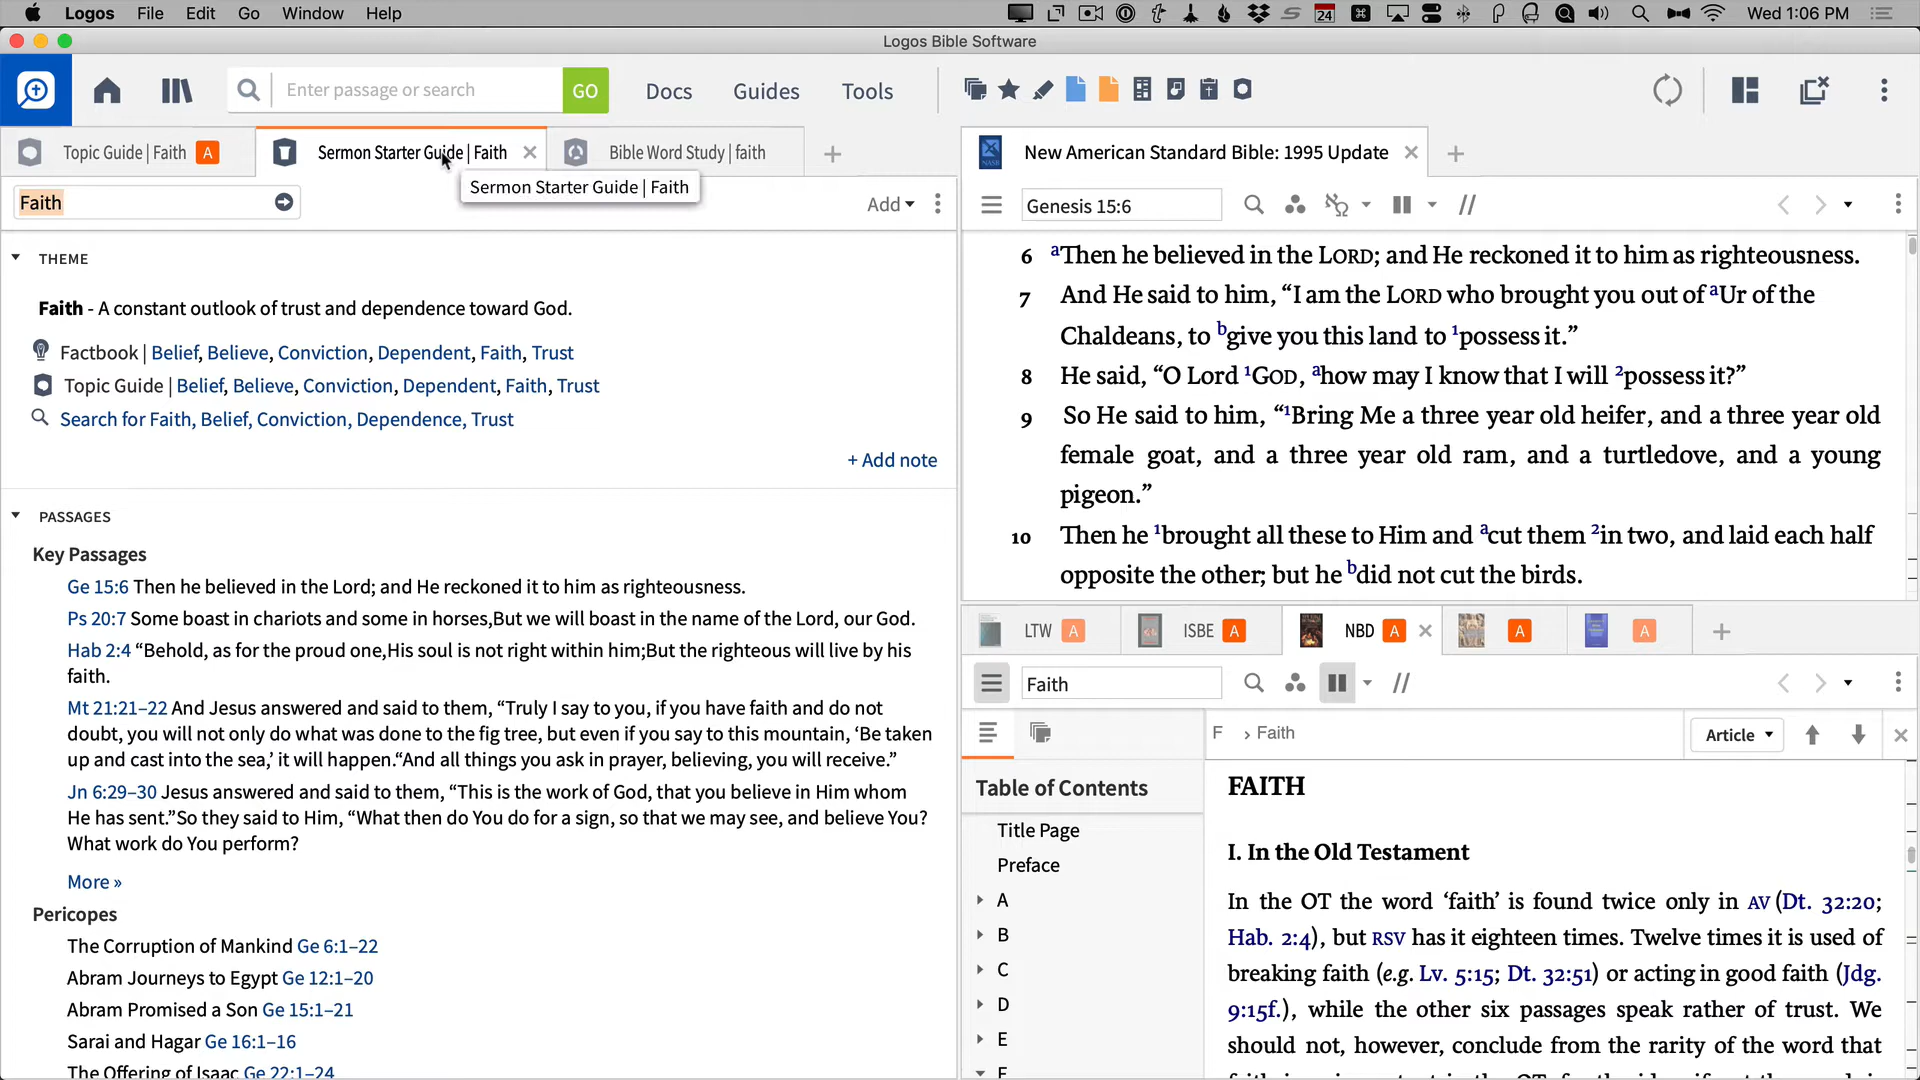 Logos File Edit Go Window Help
24
Wed 1:06 PM
Logos Bible Software
Enter passage or search GO Docs Guides Tools
Topic Guide | Faith A Sermon Starter Guide | Faith Bible Word Study | faith
Sermon Starter Guide | Faith
Faith Add
THEME
Faith - A constant outlook of trust and dependence toward God.
Factbook | Belief, Believe, Conviction, Dependent, Faith, Trust
Topic Guide | Belief, Believe, Conviction, Dependent, Faith, Trust
Search for Faith, Belief, Conviction, Dependence, Trust
+ Add note
PASSAGES
Key Passages
Ge 15:6 Then he believed in the Lord; and He reckoned it to him as righteousness.
Ps 20:7 Some boast in chariots and some in horses,But we will boast in the name of the Lord, our God.
Hab 2:4 “Behold, as for the proud one,His soul is not right within him;But the righteous will live by his
faith.
Mt 21:21–22 And Jesus answered and said to them, “Truly I say to you, if you have faith and do not
doubt, you will not only do what was done to the fig tree, but even if you say to this mountain, ‘Be taken
up and cast into the sea,’ it will happen.“And all things you ask in prayer, believing, you will receive.”
Jn 6:29–30 Jesus answered and said to them, “This is the work of God, that you believe in Him whom
He has sent.”So they said to Him, “What then do You do for a sign, so that we may see, and believe You?
What work do You perform?
More »
Pericopes
The Corruption of Mankind Ge 6:1–22
Abram Journeys to Egypt Ge 12:1–20
Abram Promised a Son Ge 15:1–21
Sarai and Hagar Ge 16:1–16
The Offering of Isaac Ge 22:1–24
New American Standard Bible: 1995 Update
Genesis 15:6
6 aThen he believed in the LORD; and He reckoned it to him as righteousness.
7 And He said to him, “I am the LORD who brought you out of aUr of the
Chaldeans, to bgive you this land to 1possess it.”
8 He said, “O Lord 1GOD, ahow may I know that I will 2possess it?”
9 So He said to him, “1Bring Me a three year old heifer, and a three year old
female goat, and a three year old ram, and a turtledove, and a young
pigeon.”
10 Then he 1brought all these to Him and acut them 2in two, and laid each half
opposite the other; but he bdid not cut the birds.
LTW A ISBE A NBD A A A
Faith
F › Faith Article
Table of Contents
Title Page
Preface
A
B
C
D
E
F
FAITH
I. In the Old Testament
In the OT the word ‘faith’ is found twice only in AV (Dt. 32:20;
Hab. 2:4), but RSV has it eighteen times. Twelve times it is used of
breaking faith (e.g. Lv. 5:15; Dt. 32:51) or acting in good faith (Jdg.
9:15f.), while the other six passages speak rather of trust. We
should not, however, conclude from the rarity of the word that